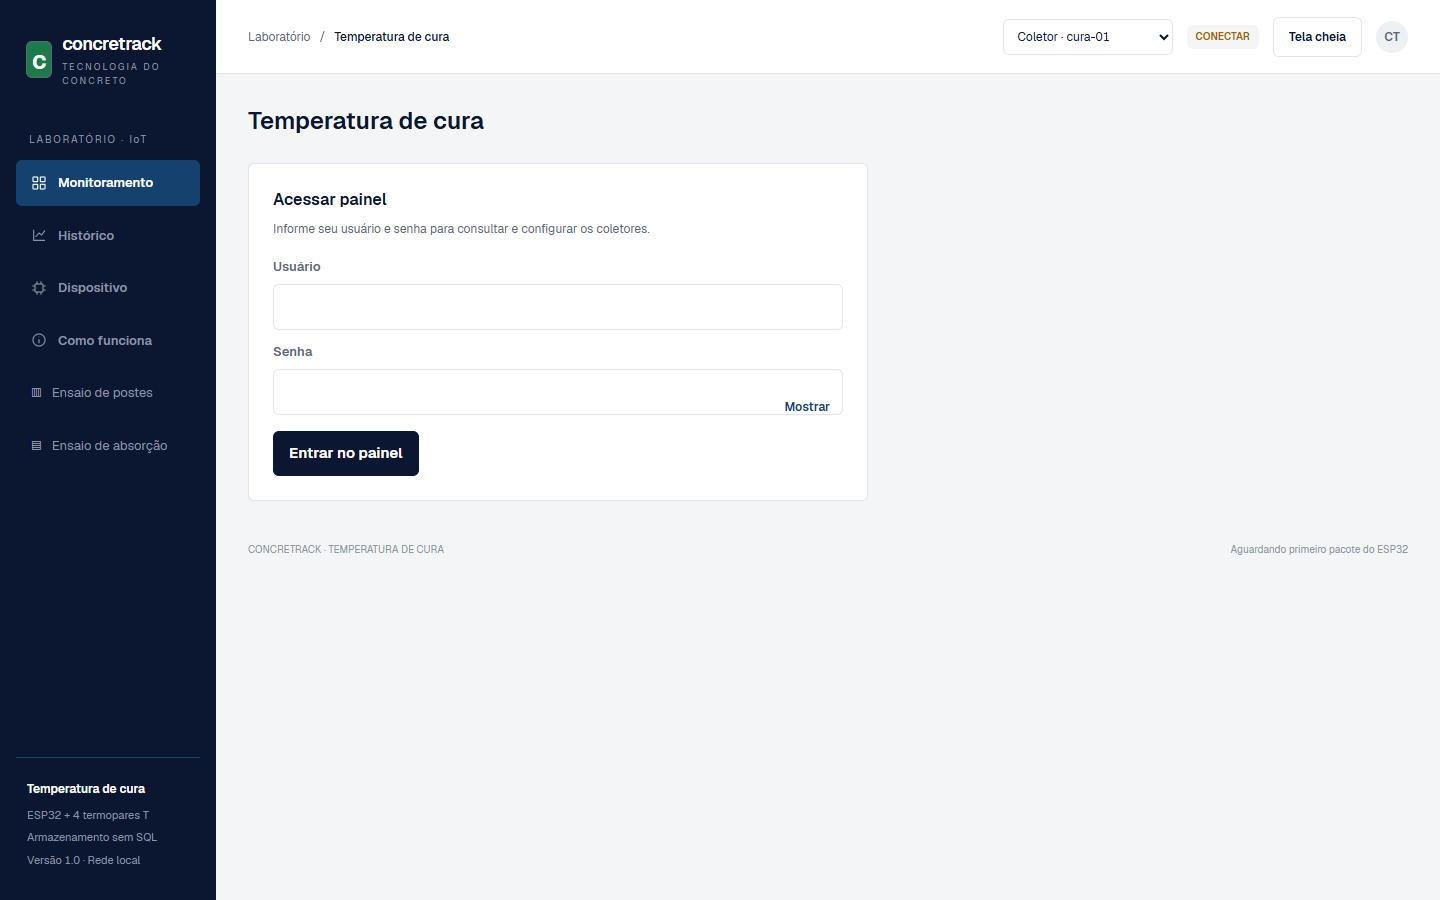 C
concretrack
TECNOLOGIA DO
CONCRETO
LABORATÓRIO · IoT
Monitoramento
Histórico
Dispositivo
Como funciona
Ensaio de postes
Ensaio de absorção
Temperatura de cura
ESP32 + 4 termopares T
Armazenamento sem SQL
Versão 1.0 · Rede local
Laboratório / Temperatura de cura
Coletor · cura-01
CONECTAR
Tela cheia
CT
Temperatura de cura
Acessar painel
Informe seu usuário e senha para consultar e configurar os coletores.
Usuário
Senha
Mostrar
Entrar no painel
CONCRETRACK · TEMPERATURA DE CURA
Aguardando primeiro pacote do ESP32